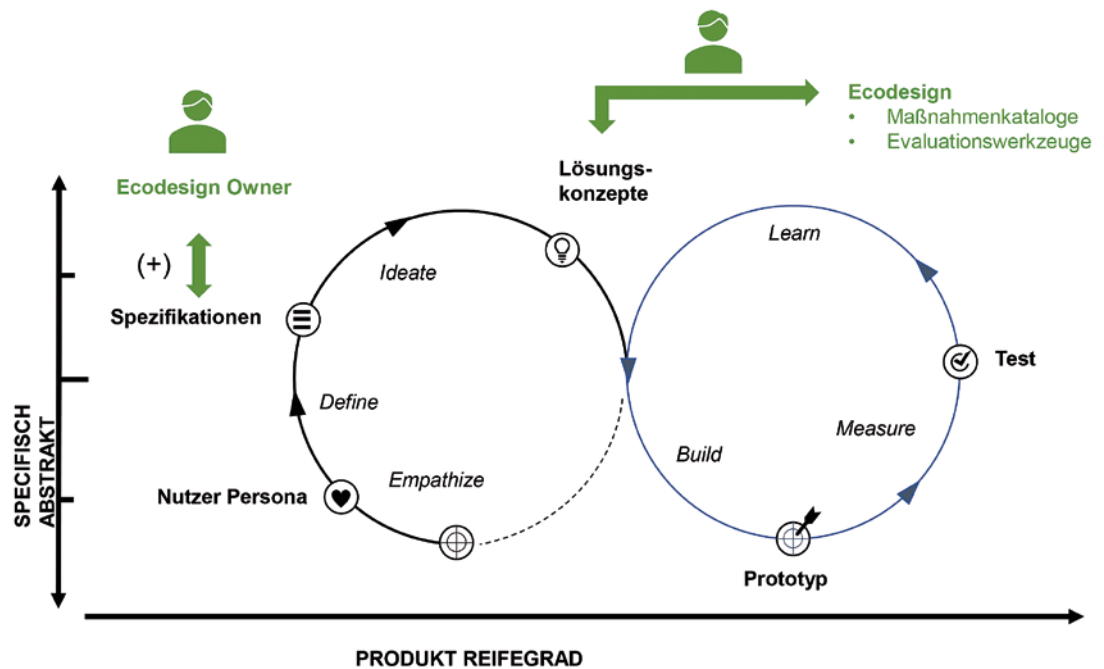 Ecodesign
• Maßnahmenkataloge
• Evaluationswerkzeuge
Ecodesign Owner
Lösungs-
konzepte
(+)
Spezifikationen
Ideate
Learn
Define
Test
Empathize
Build
Measure
Nutzer Persona
Prototyp
SPECIFISCH
ABSTRAKT
PRODUKT REIFEGRAD